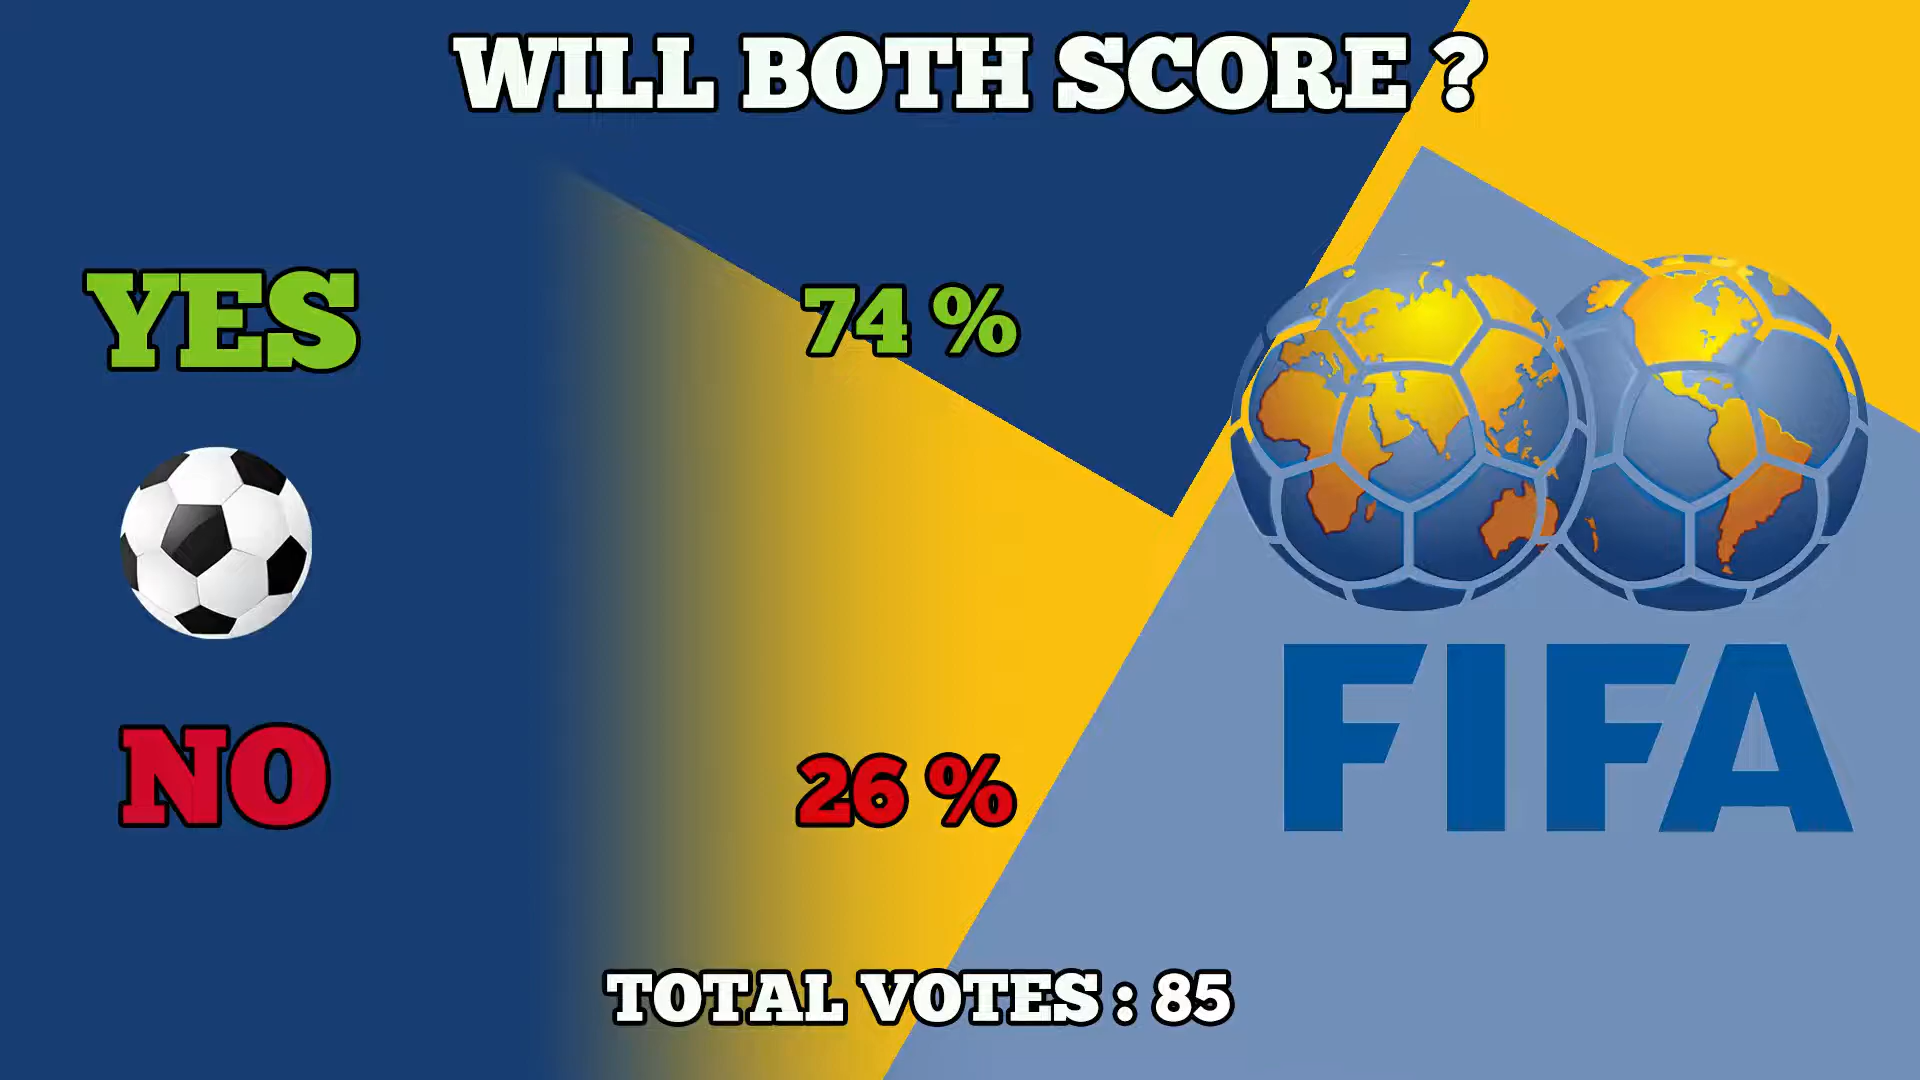 WILL BOTH SCORE ?
YES
74 %
NO
26 %
FIFA
TOTAL VOTES : 85